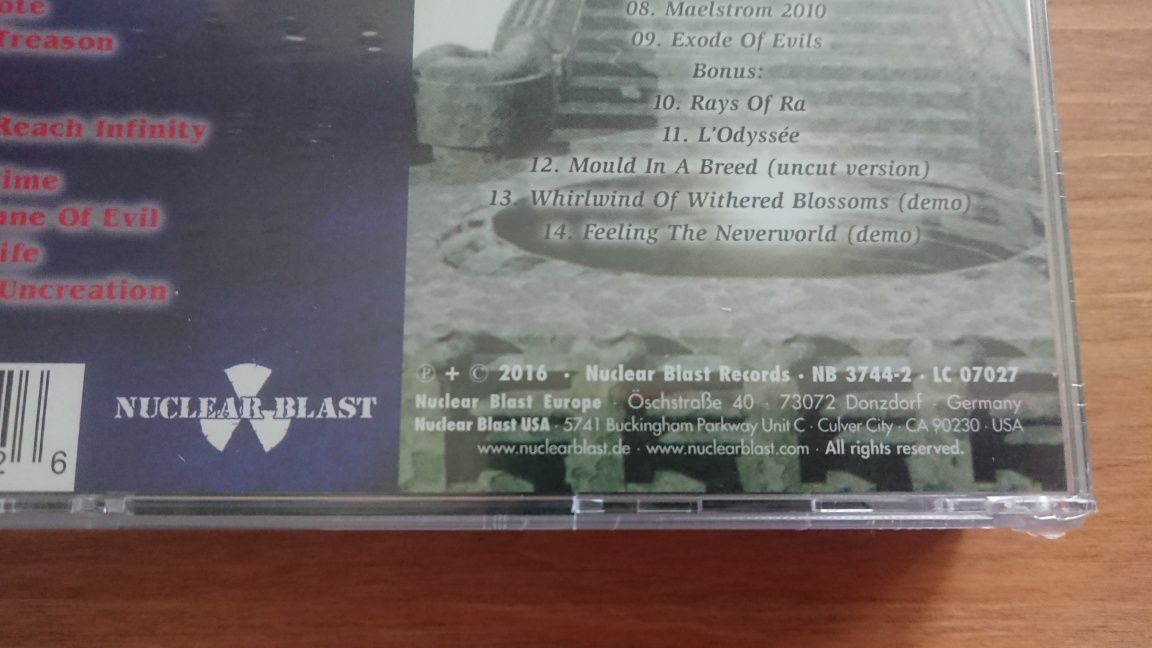 Treason
Reach Infinity
Of Evil
Uncreation
6
NUCLEAR BLAST
08. Maelstrom 2010
09. Exode Of Evils
Bonus:
10. Rays Of Ra
11. L'Odyssée
12. Mould In A Breed (uncut version)
13. Whirlwind Of Withered Blossoms (demo)
14. Feeling The Neverworld (demo)
℗ + © 2016 · Nuclear Blast Records · NB 3744-2 · LC 07027
Nuclear Blast Europe · Öschstraße 40 · 73072 Donzdorf · Germany
Nuclear Blast USA · 5741 Buckingham Parkway Unit C · Culver City · CA 90230 · USA
www.nuclearblast.de · www.nuclearblast.com · All rights reserved.